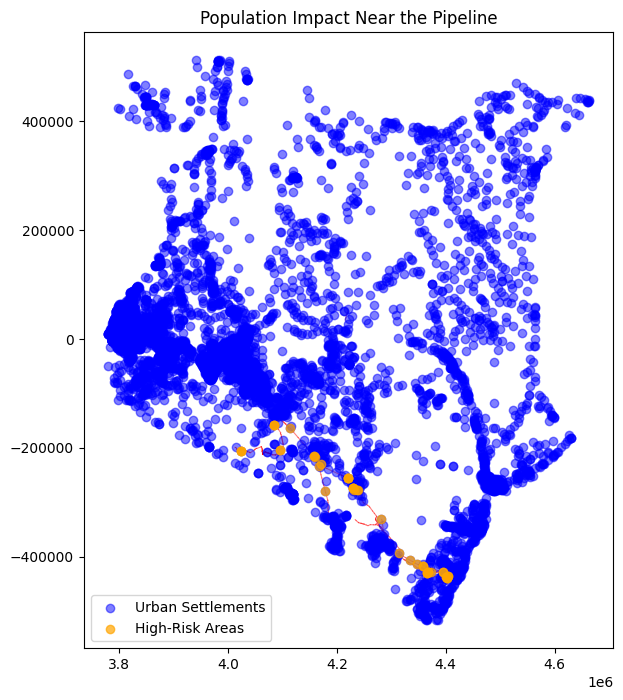 Population Impact Near the Pipeline
400000
200000
0
-200000
-400000
Urban Settlements
High-Risk Areas
3.8 4.0 4.2 4.4 4.6
1e6